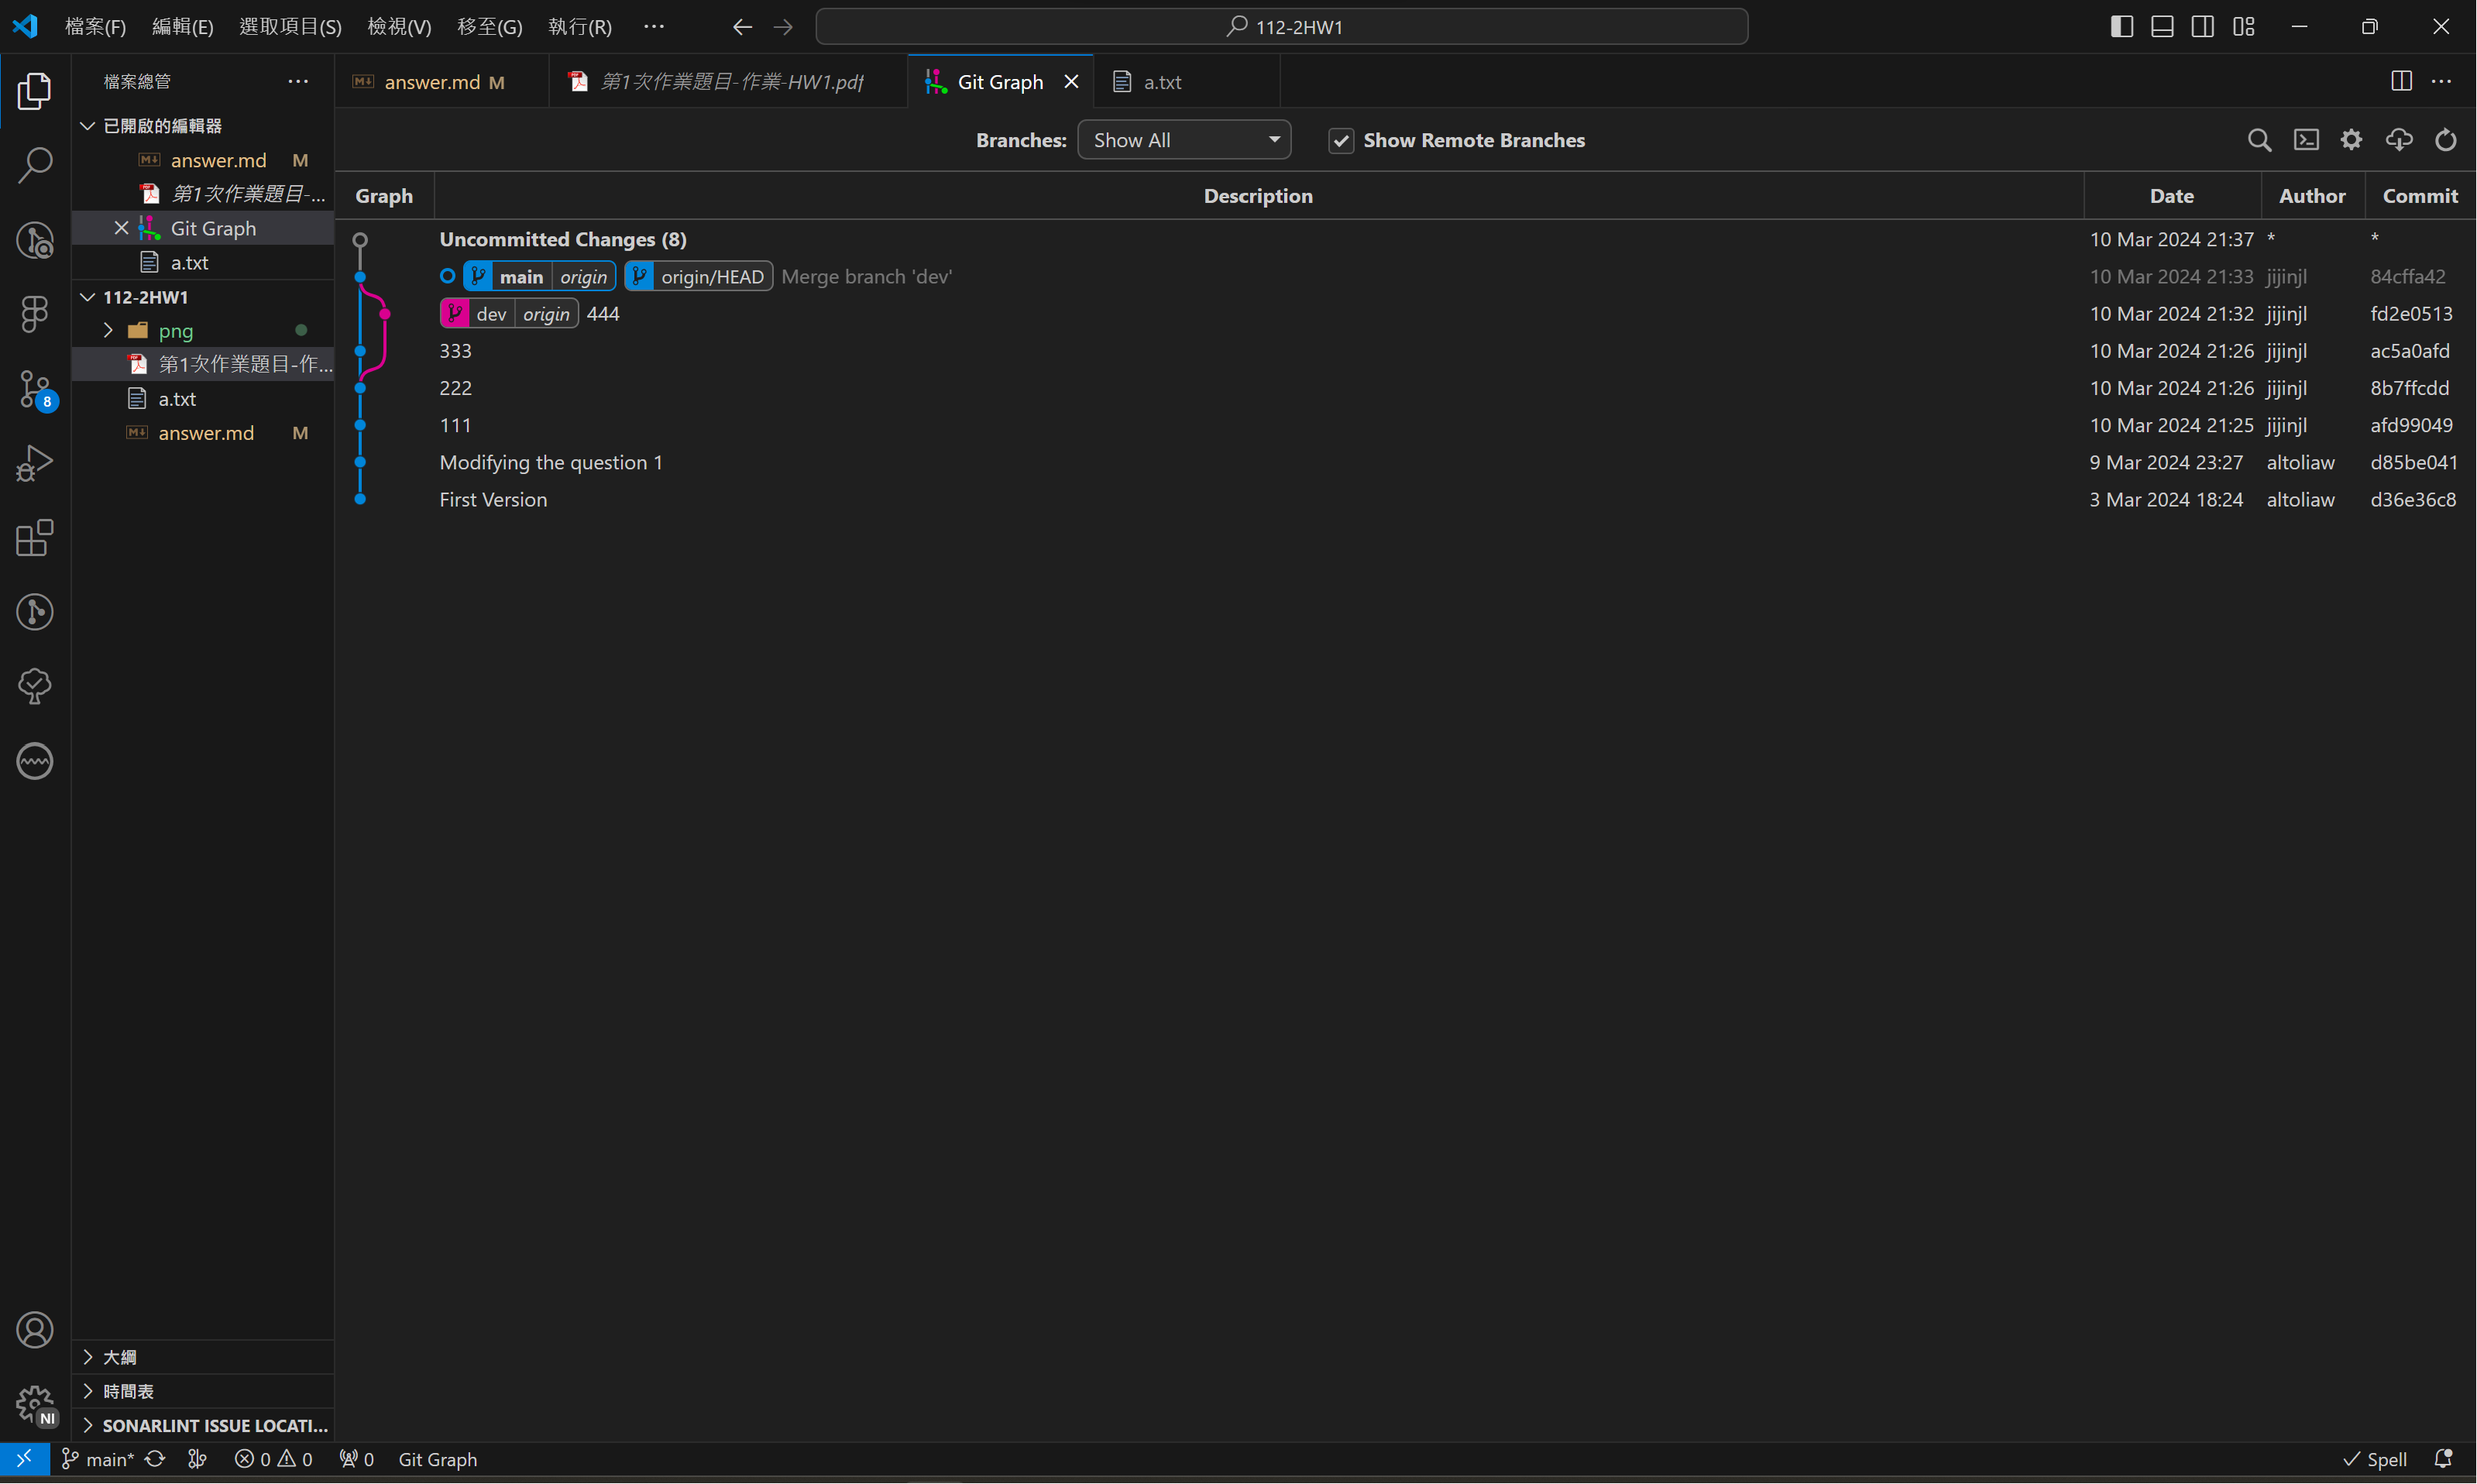 檔案(F) 編輯(E) 選取項目(S) 檢視(V) 移至(G) 執行(R) ··· 112-2HW1
檔案總管
answer.md M
第1次作業題目-作業-HW1.pdf
Git Graph
a.txt
已開啟的編輯器
answer.md M
第1次作業題目-...
Git Graph
a.txt
112-2HW1
png
第1次作業題目-作...
a.txt
answer.md M
Branches: Show All Show Remote Branches
Graph Description Date Author Commit
Uncommitted Changes (8) 10 Mar 2024 21:37 * *
main origin origin/HEAD Merge branch 'dev' 10 Mar 2024 21:33 jijinjl 84cffa42
dev origin 444 10 Mar 2024 21:32 jijinjl fd2e0513
333 10 Mar 2024 21:26 jijinjl ac5a0afd
222 10 Mar 2024 21:26 jijinjl 8b7ffcdd
111 10 Mar 2024 21:25 jijinjl afd99049
Modifying the question 1 9 Mar 2024 23:27 altoliaw d85be041
First Version 3 Mar 2024 18:24 altoliaw d36e36c8
8
大綱
時間表
SONARLINT ISSUE LOCATI...
NI
main* 0 0 0 Git Graph Spell